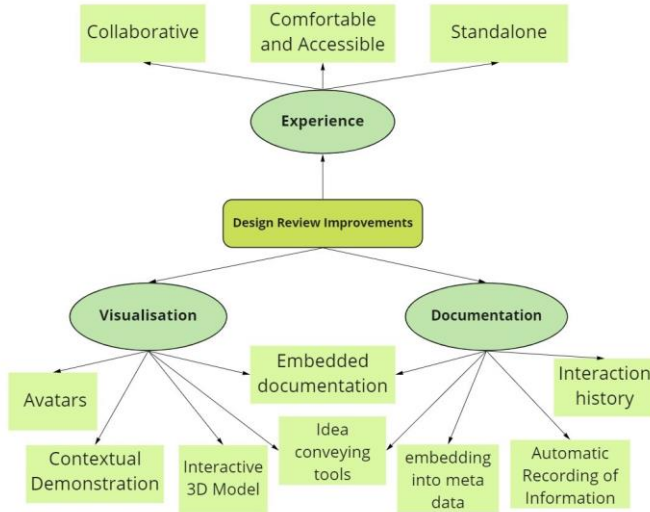 Collaborative
Comfortable
and Accessible
Standalone
Experience
Design Review Improvements
Visualisation
Documentation
Avatars
Embedded
documentation
Interaction
history
Contextual
Demonstration
Interactive
3D Model
Idea
conveying
tools
embedding
into meta
data
Automatic
Recording of
Information